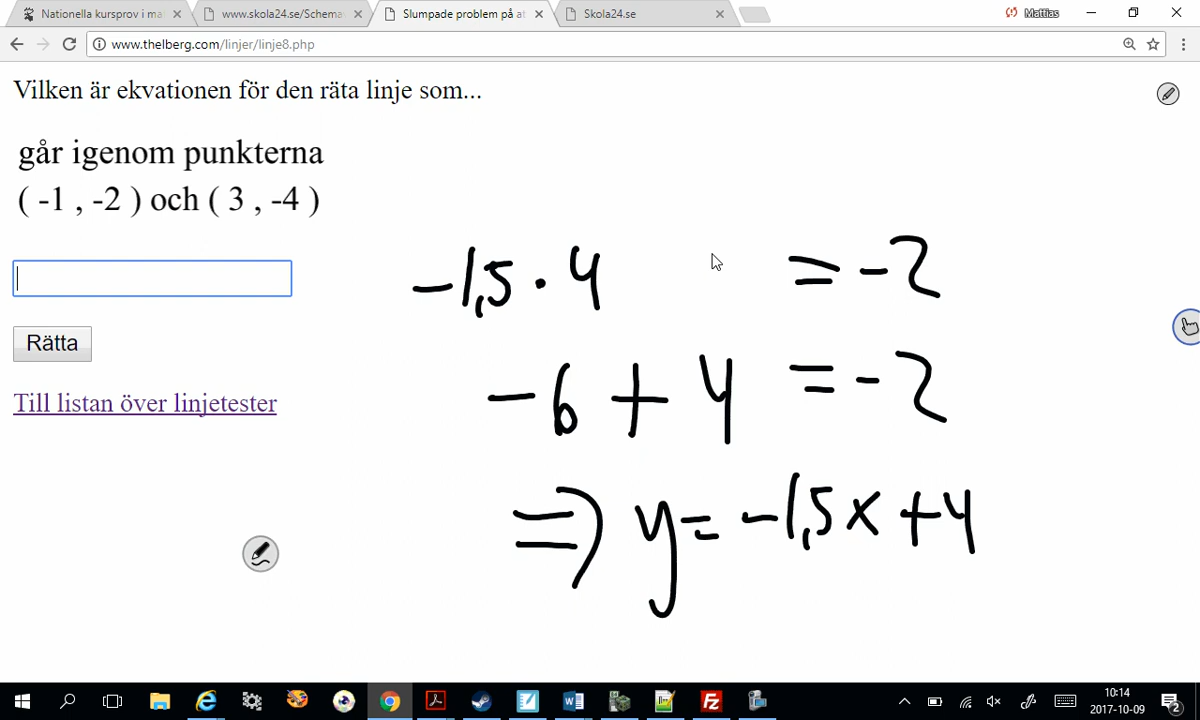 Nationella kursprov i ma
www.skola24.se/Schema
Slumpade problem på at
Skola24.se
Mattias
www.thelberg.com/linjer/linje8.php
Vilken är ekvationen för den räta linje som...
går igenom punkterna
( -1 , -2 ) och ( 3 , -4 )
-1,5 · 4 = -2
Rätta
-6 + 4 = -2
Till listan över linjetester
=> y = -1,5x + 4
10:14
2017-10-09
2